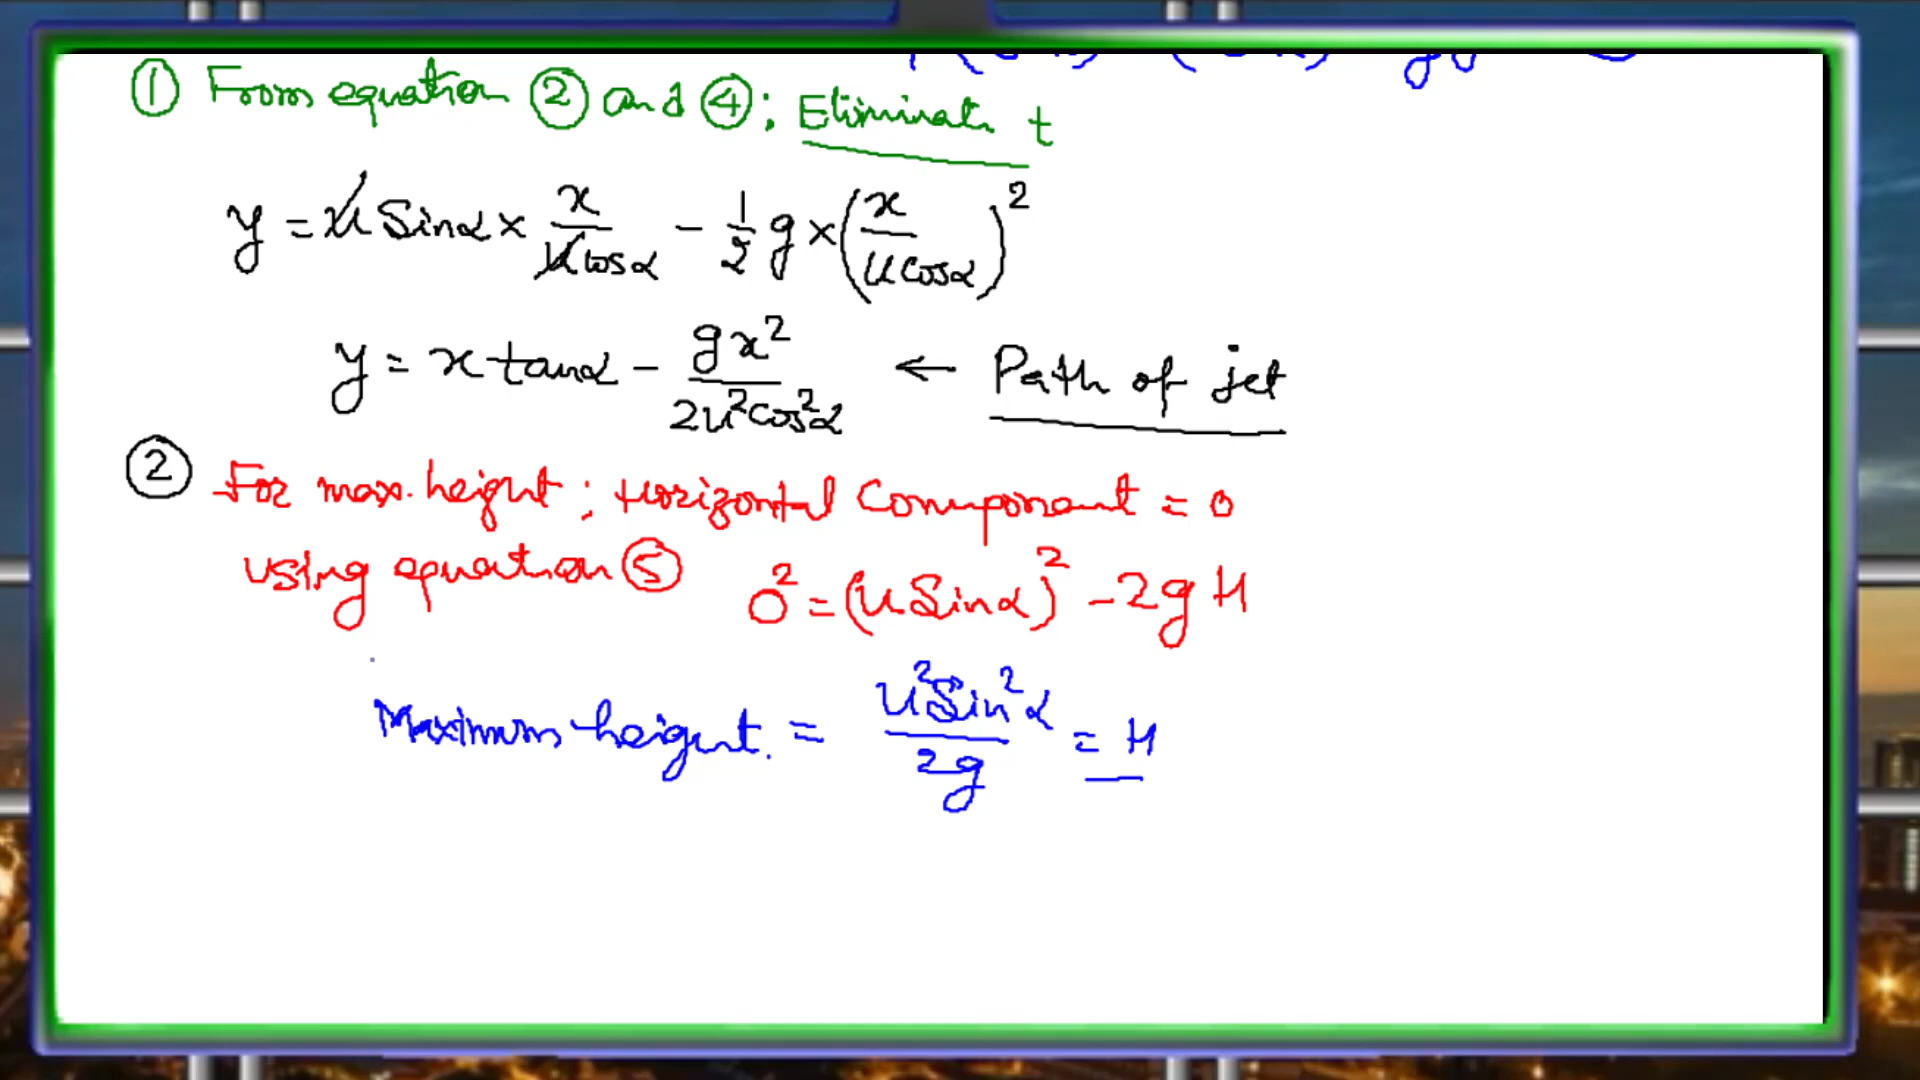 ① From equation ② and ④; Eliminate t
y = u Sinα × x/(u cosα) − 1/2 g × (x/(u cosα))²
y = x tanα − gx²/(2u²cos²α) ← Path of jet
② For max. height; Horizontal Component = 0
using equation ⑤ 0² = (u Sinα)² − 2gH
Maximum height. = u²Sin²α/2g = H